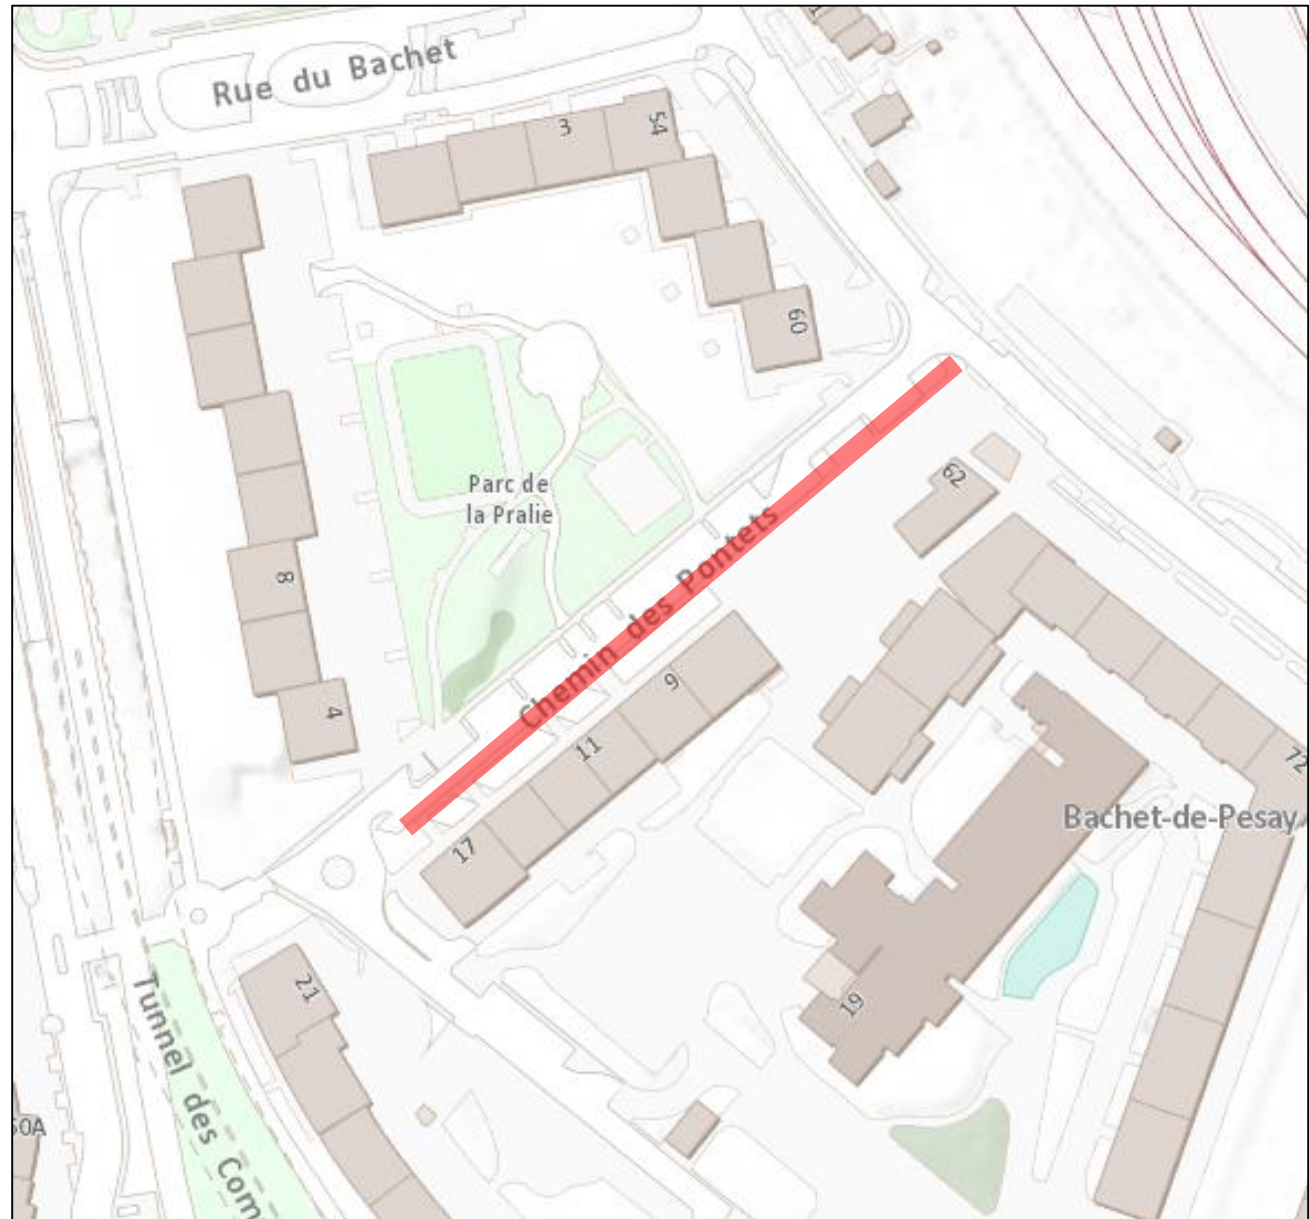 Rue du Bachet
3
54
60
Parc de
la Pralie
62
8
Chemin des Pontets
4
9
11
72
Bachet-de-Pesay
17
19
21
Tunnel des Com
50A